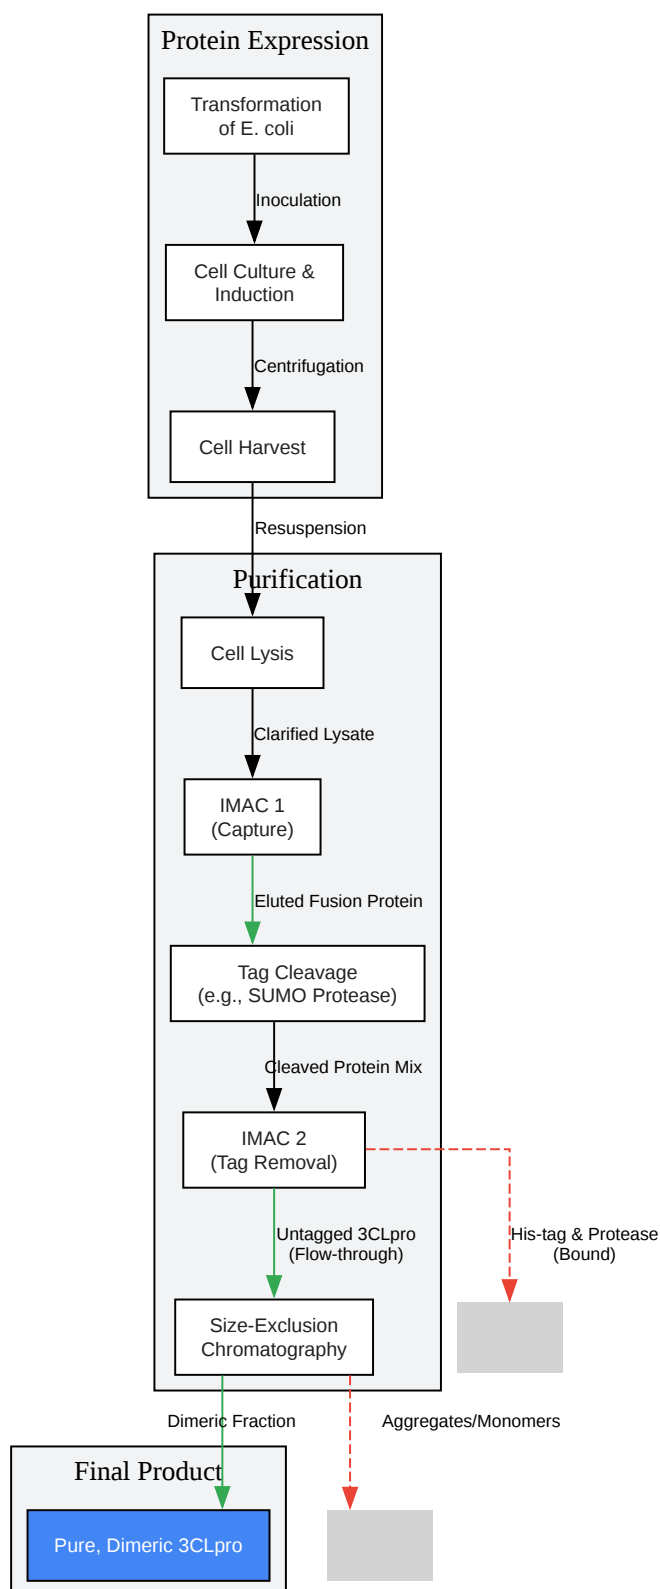 Protein Expression
Transformation
of E. coli
Inoculation
Cell Culture &
Induction
Centrifugation
Cell Harvest
Resuspension
Purification
Cell Lysis
Clarified Lysate
IMAC 1
(Capture)
Eluted Fusion Protein
Tag Cleavage
(e.g., SUMO Protease)
Cleaved Protein Mix
IMAC 2
(Tag Removal)
Untagged 3CLpro
(Flow-through)
His-tag & Protease
(Bound)
Size-Exclusion
Chromatography
Dimeric Fraction
Aggregates/Monomers
Final Product
Pure, Dimeric 3CLpro